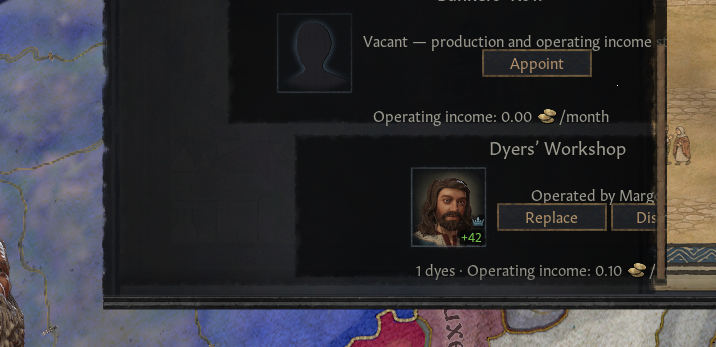 Vacant — production and operating income
Appoint
Operating income: 0.00 /month
Dyers’ Workshop
Operated by
+42
Replace
1 dyes · Operating income: 0.10 /